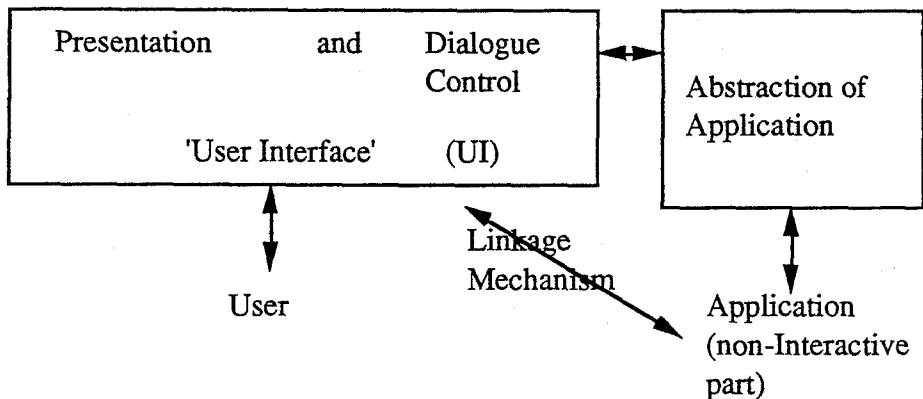 Presentation and Dialogue
Control
'User Interface' (UI)
Abstraction of
Application
Linkage
Mechanism
User
Application
(non-Interactive
part)